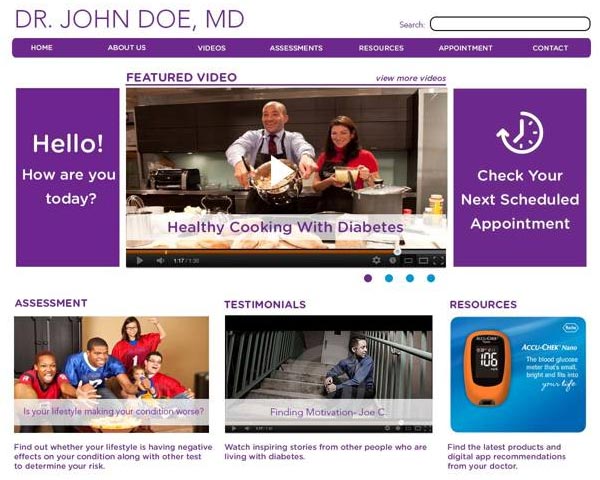 DR. JOHN DOE, MD
Search:
HOME ABOUT US VIDEOS ASSESSMENTS RESOURCES APPOINTMENT CONTACT
FEATURED VIDEO
view more videos
Hello!
How are you
today?
Healthy Cooking With Diabetes
1:17 / 1:36
Check Your
Next Scheduled
Appointment
ASSESSMENT
Is your lifestyle making your condition worse?
Find out whether your lifestyle is having negative
effects on your condition along with other test
to determine your risk.
TESTIMONIALS
Finding Motivation- Joe C
Watch inspiring stories from other people who are
living with diabetes.
RESOURCES
Roche
ACCU-CHEK Nano
The blood glucose
meter that's small,
bright and fits into
your life
ACCU-CHEK
106
Find the latest products and
digital app recommendations
from your doctor.